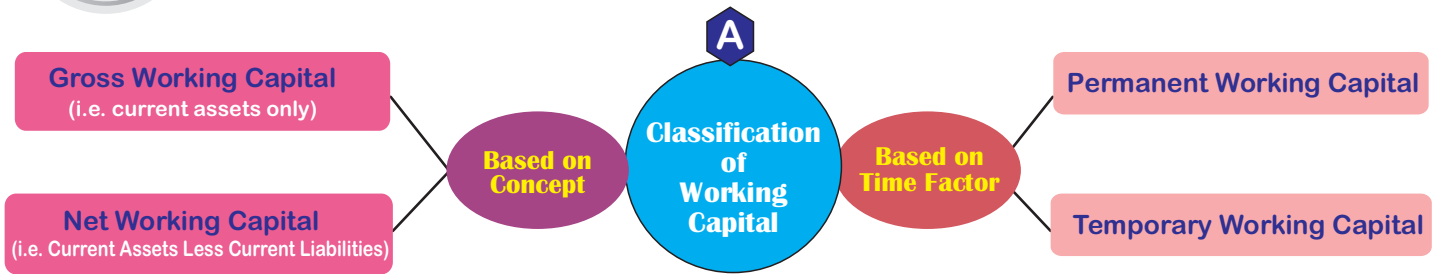 A
Classification
of
Working
Capital
Based on
Concept
Gross Working Capital
(i.e. current assets only)
Net Working Capital
(i.e. Current Assets Less Current Liabilities)
Based on
Time Factor
Permanent Working Capital
Temporary Working Capital